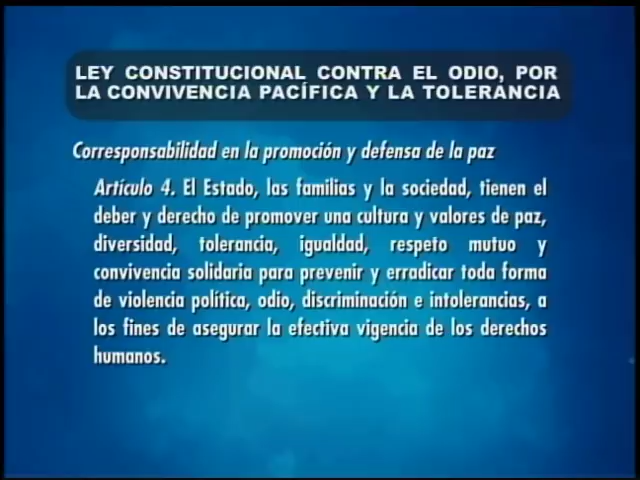 LEY CONSTITUCIONAL CONTRA EL ODIO, POR
LA CONVIVENCIA PACÍFICA Y LA TOLERANCIA
Corresponsabilidad en la promoción y defensa de la paz
Artículo 4. El Estado, las familias y la sociedad, tienen el
deber y derecho de promover una cultura y valores de paz,
diversidad, tolerancia, igualdad, respeto mutuo y
convivencia solidaria para prevenir y erradicar toda forma
de violencia política, odio, discriminación e intolerancias, a
los fines de asegurar la efectiva vigencia de los derechos
humanos.